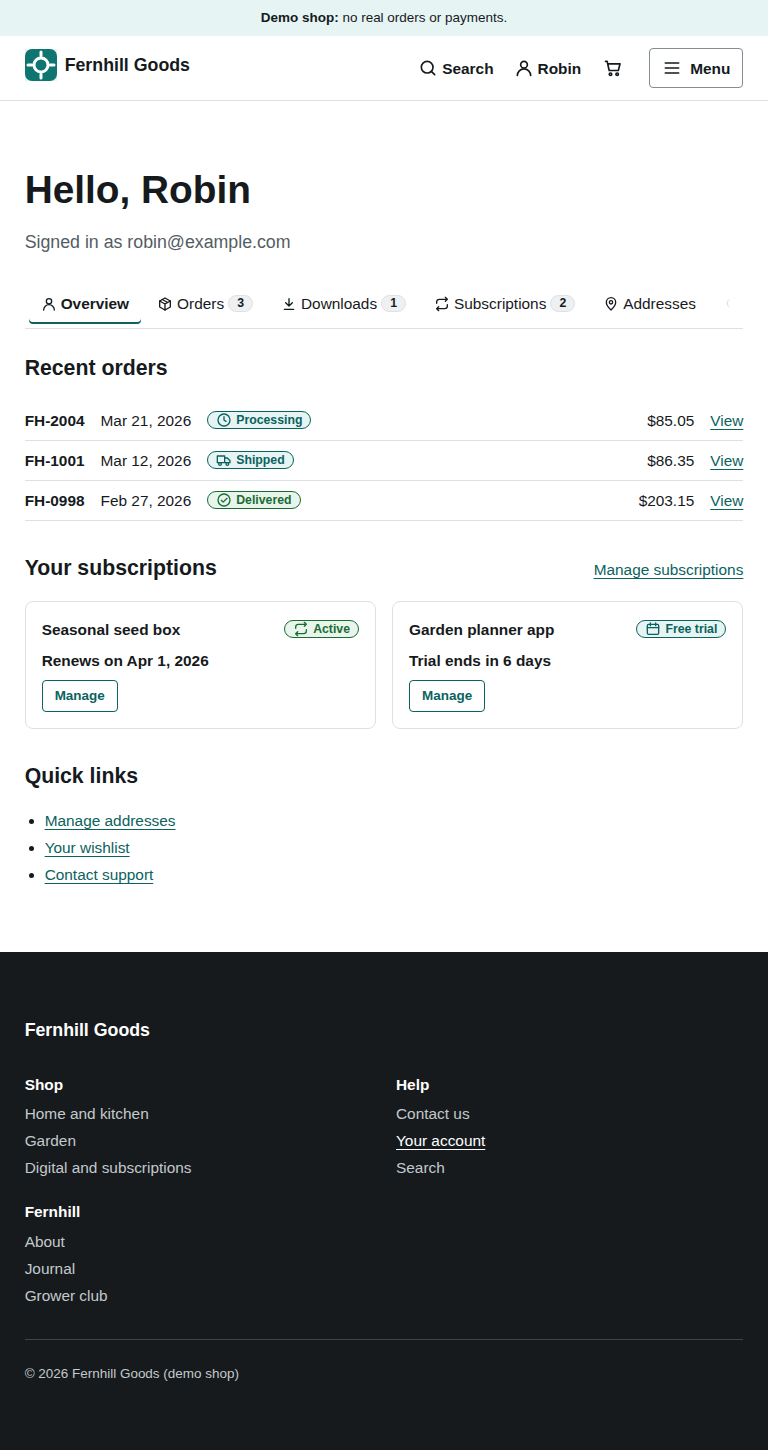 Demo shop: no real orders or payments.
Fernhill Goods
Search
Robin
Menu
Hello, Robin
Signed in as robin@example.com
Overview
Orders 3
Downloads 1
Subscriptions 2
Addresses
Recent orders
FH-2004 Mar 21, 2026 Processing $85.05 View
FH-1001 Mar 12, 2026 Shipped $86.35 View
FH-0998 Feb 27, 2026 Delivered $203.15 View
Your subscriptions
Manage subscriptions
Seasonal seed box
Active
Renews on Apr 1, 2026
Manage
Garden planner app
Free trial
Trial ends in 6 days
Manage
Quick links
Manage addresses
Your wishlist
Contact support
Fernhill Goods
Shop
Home and kitchen
Garden
Digital and subscriptions
Help
Contact us
Your account
Search
Fernhill
About
Journal
Grower club
© 2026 Fernhill Goods (demo shop)